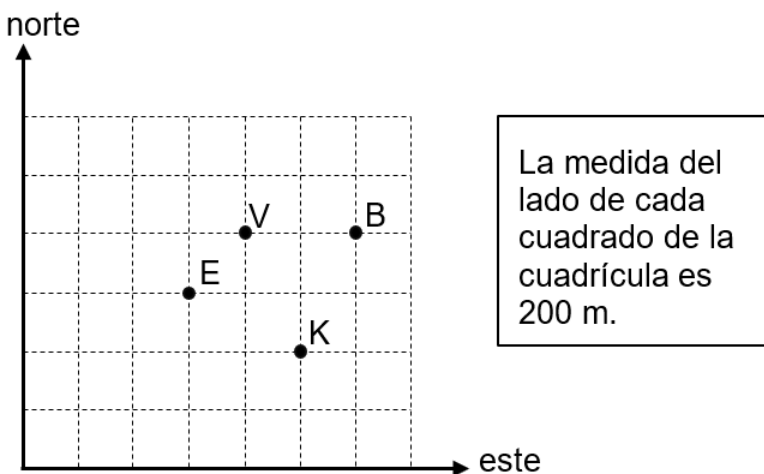 norte
V
B
E
K
este
La medida del
lado de cada
cuadrado de la
cuadrícula es
200 m.